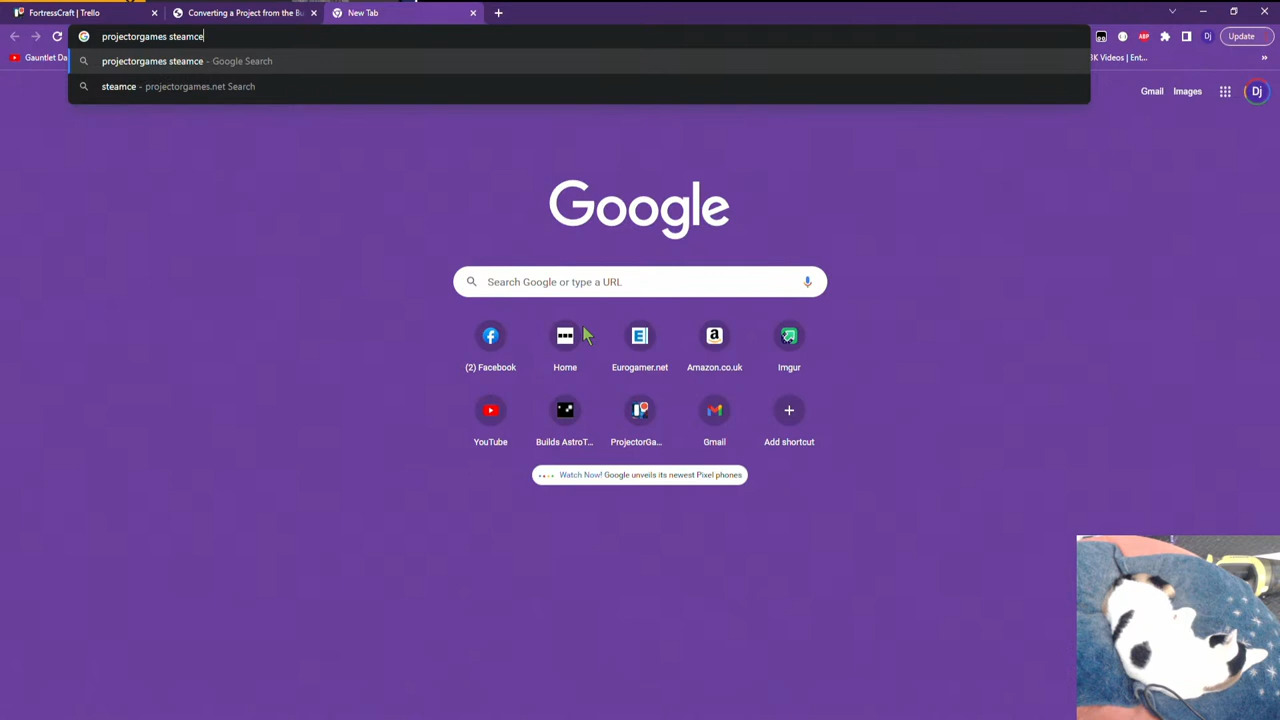 FortressCraft | Trello
Converting a Project from the Bu
New Tab
projectorgames steamce
Dj
Update
projectorgames steamce - Google Search
steamce - projectorgames.net Search
Gauntlet Da
3K Videos | Ent...
»
Gmail
Images
Dj
Google
Search Google or type a URL
(2) Facebook
Home
Eurogamer.net
Amazon.co.uk
Imgur
YouTube
Builds AstroT...
ProjectorGa...
Gmail
Add shortcut
Watch Now! Google unveils its newest Pixel phones